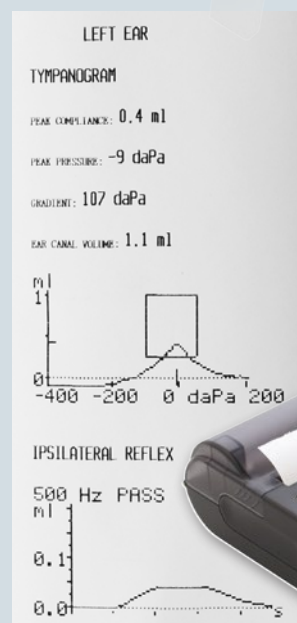 LEFT EAR
TYMPANOGRAM
PEAK COMPLIANCE: 0.4 ml
PEAK PRESSURE: -9 daPa
GRADIENT: 107 daPa
EAR CANAL VOLUME: 1.1 ml
ml
1
0
-400 -200 0 daPa 200
IPSILATERAL REFLEX
500 Hz PASS
ml
0.1
0.0
s